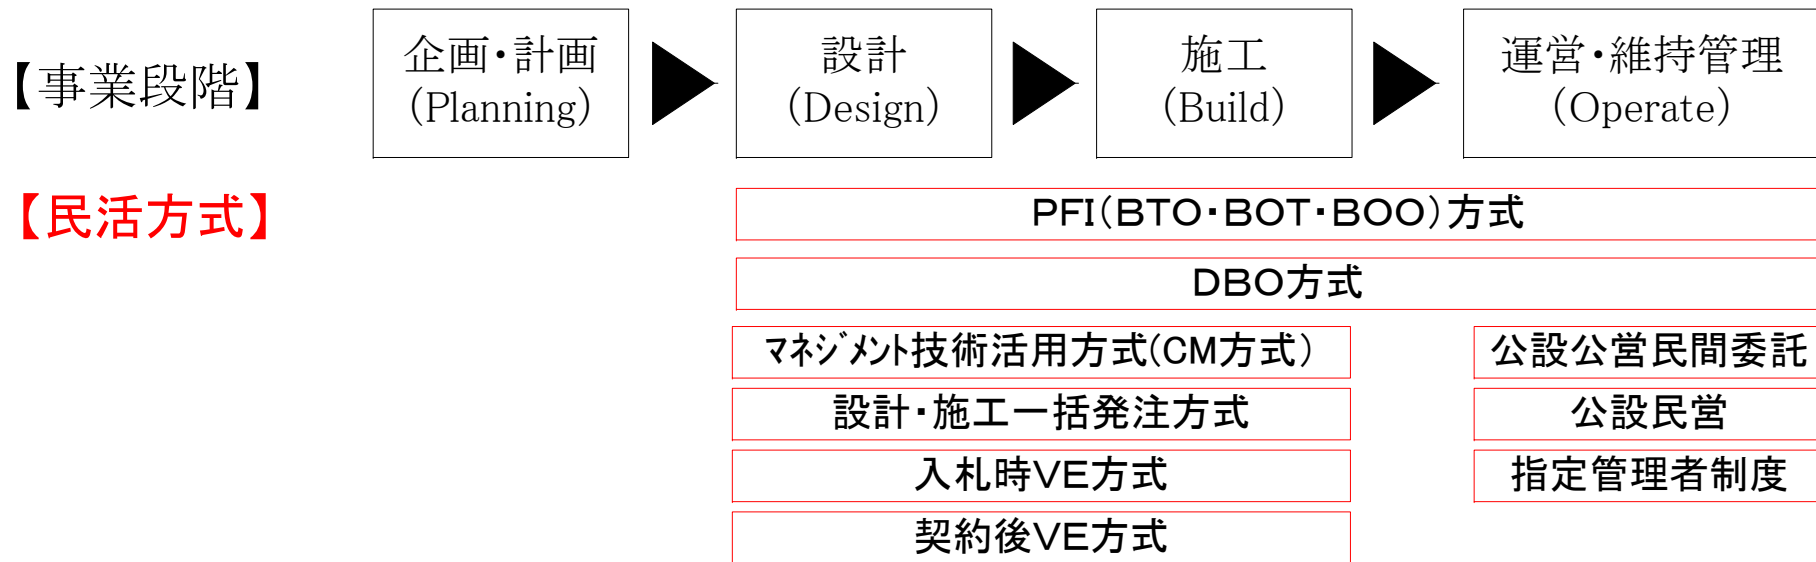 【事業段階】
企画・計画
(Planning)
設計
(Design)
施工
(Build)
運営・維持管理
(Operate)
【民活方式】
PFI(BTO・BOT・BOO)方式
DBO方式
ﾏﾈｼﾞﾒﾝﾄ技術活用方式(CM方式)
公設公営民間委託
設計・施工一括発注方式
公設民営
入札時VE方式
指定管理者制度
契約後VE方式